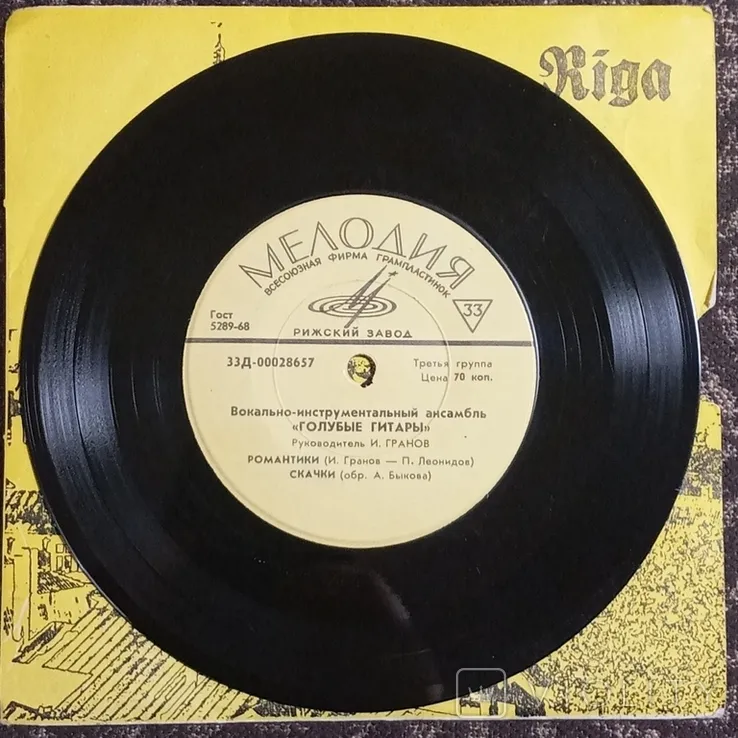 Riga
МЕЛОДИЯ
ВСЕСОЮЗНАЯ ФИРМА ГРАМПЛАСТИНОК
33
Гост
5289-68
РИЖСКИЙ ЗАВОД
33Д-00028657
Третья группа
Цена 70 коп.
Вокально-инструментальный ансамбль
«ГОЛУБЫЕ ГИТАРЫ»
Руководитель И. ГРАНОВ
РОМАНТИКИ (И. Гранов — П. Леонидов)
СКАЧКИ (обр. А. Быкова)